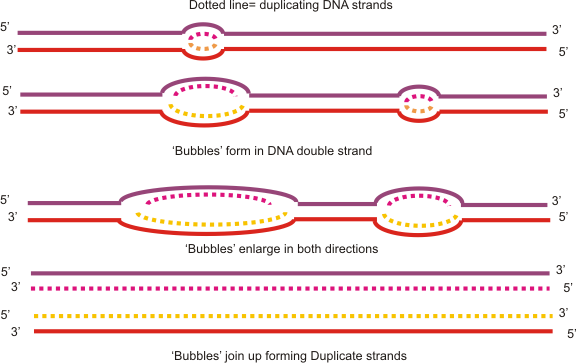 Dotted line= duplicating DNA strands
5’ 3’
3’ 5’
5’ 3’
3’ 5’
‘Bubbles’ form in DNA double strand
5’ 3’
3’ 5’
‘Bubbles’ enlarge in both directions
5’ 3’
3’ 5’
5’ 3’
3’ 5’
‘Bubbles’ join up forming Duplicate strands